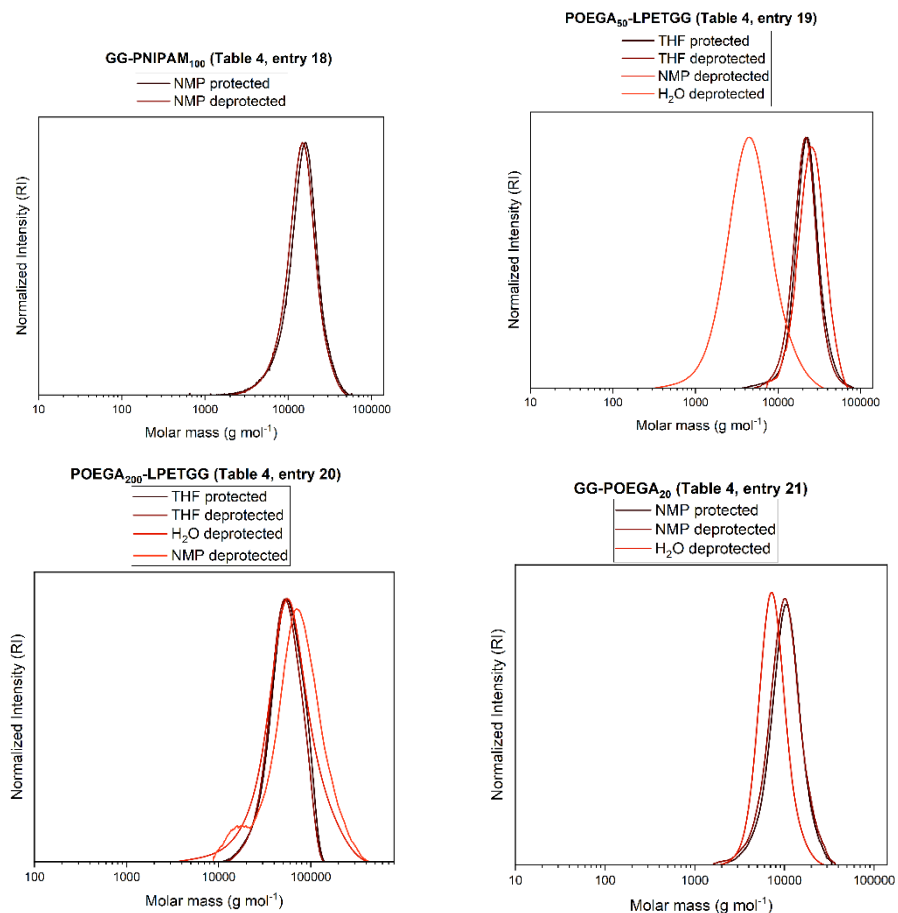 GG-PNIPAM₁₀₀ (Table 4, entry 18)
NMP protected
NMP deprotected
Normalized Intensity (RI)
10 100 1000 10000 100000
Molar mass (g mol⁻¹)
POEGA₅₀-LPETGG (Table 4, entry 19)
THF protected
THF deprotected
NMP deprotected
H₂O deprotected
Normalized Intensity (RI)
10 100 1000 10000 100000
Molar mass (g mol⁻¹)
POEGA₂₀₀-LPETGG (Table 4, entry 20)
THF protected
THF deprotected
H₂O deprotected
NMP deprotected
Normalized Intensity (RI)
100 1000 10000 100000
Molar mass (g mol⁻¹)
GG-POEGA₂₀ (Table 4, entry 21)
NMP protected
NMP deprotected
H₂O deprotected
Normalized Intensity (RI)
10 100 1000 10000 100000
Molar mass (g mol⁻¹)